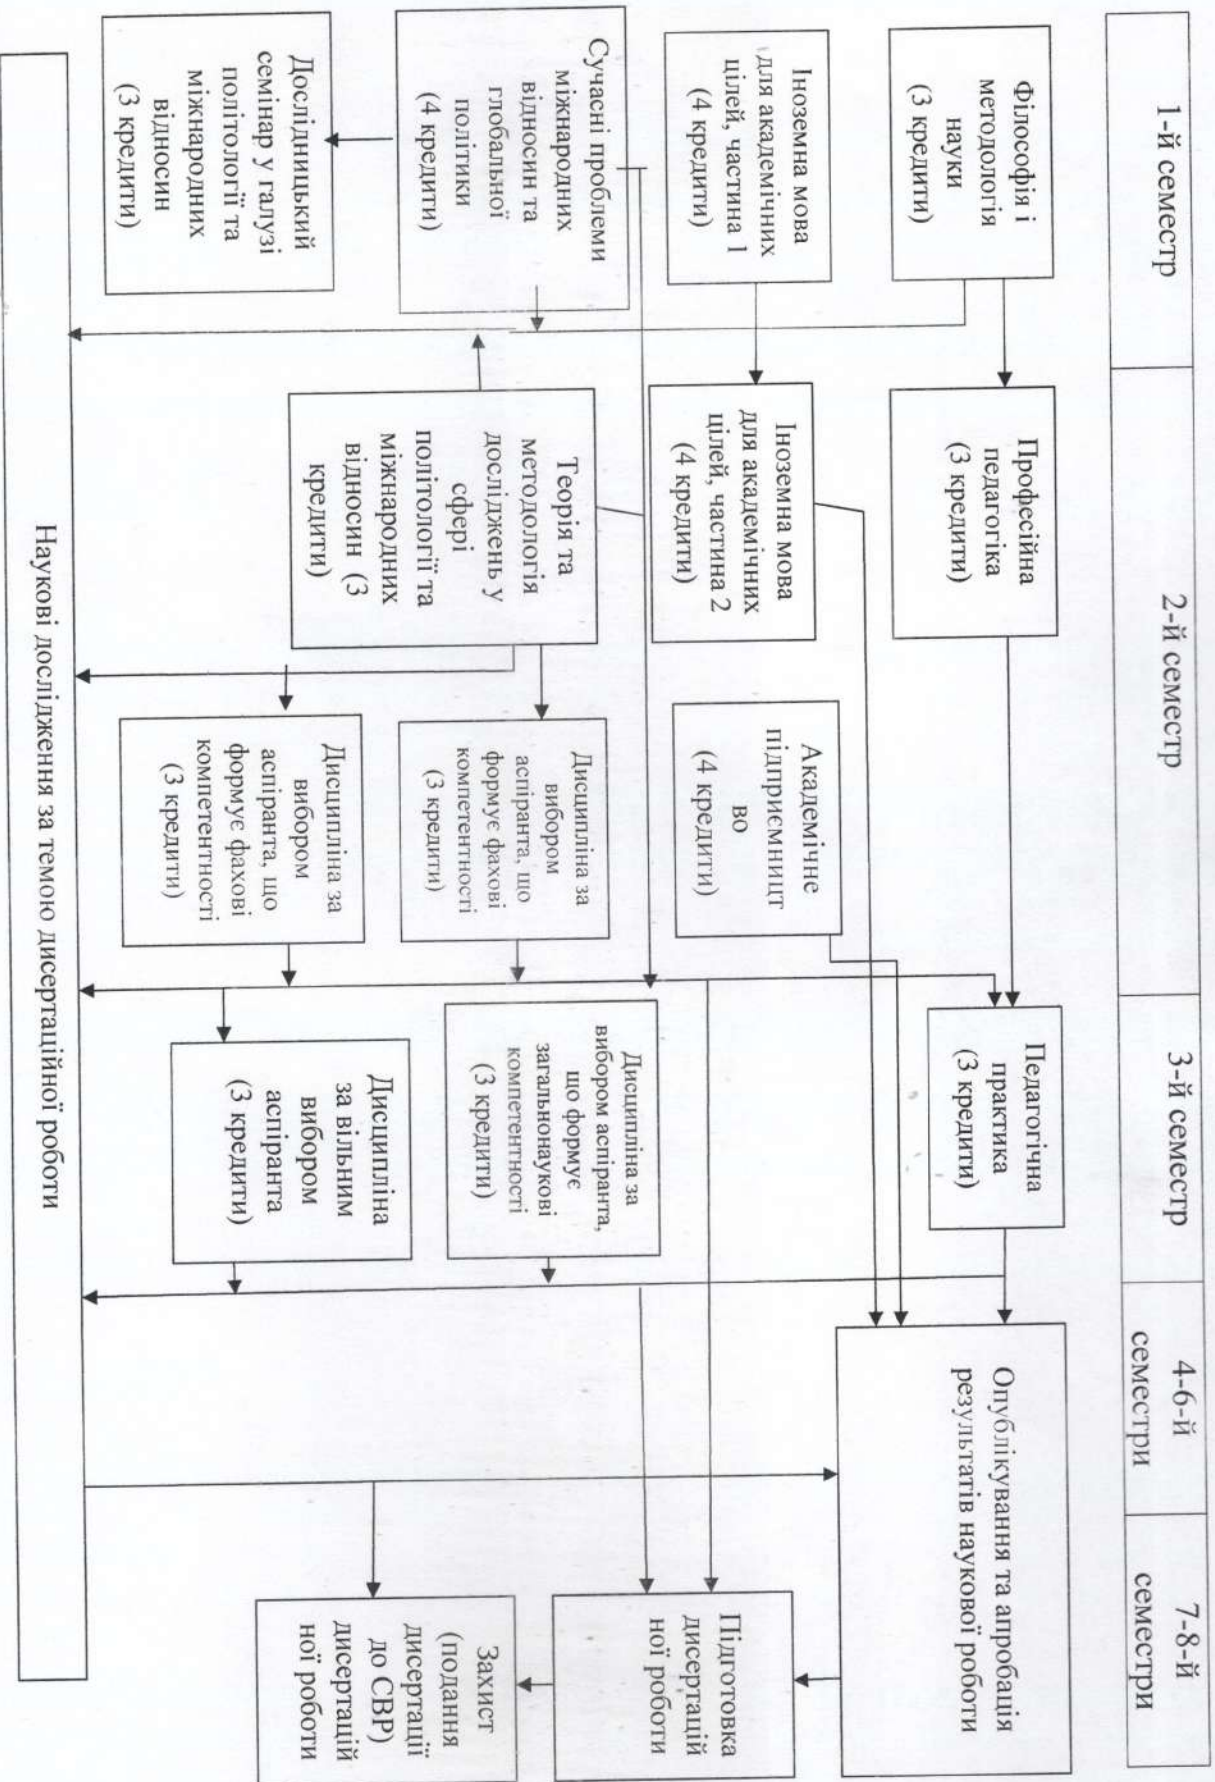 1-й семестр
2-й семестр
3-й семестр
4-6-й
семестри
7-8-й
семестри
Філософія і
методологія
науки
(3 кредити)
Професійна
педагогіка
(3 кредити)
Педагогічна
практика
(3 кредити)
Опублікування та апробація
результатів наукової роботи
Іноземна мова
для академічних
цілей, частина 1
(4 кредити)
Іноземна мова
для академічних
цілей, частина 2
(4 кредити)
Академічне
підприємницт
во
(4 кредити)
Сучасні проблеми
міжнародних
відносин та
глобальної
політики
(4 кредити)
Теорія та
методологія
досліджень у
сфері
політології та
міжнародних
відносин (3
кредити)
Дисципліна за
вибором
аспіранта, що
формує фахові
компетентності
(3 кредити)
Дисципліна за
вибором аспіранта,
що формує
загальнонаукові
компетентності
(3 кредити)
Підготовка
дисертацій
ної роботи
Дослідницький
семінар у галузі
політології та
міжнародних
відносин
(3 кредити)
Дисципліна за
вибором
аспіранта, що
формує фахові
компетентності
(3 кредити)
Дисципліна
за вільним
вибором
аспіранта
(3 кредити)
Захист
(подання
дисертації
до СВР)
дисертацій
ної роботи
Наукові дослідження за темою дисертаційної роботи